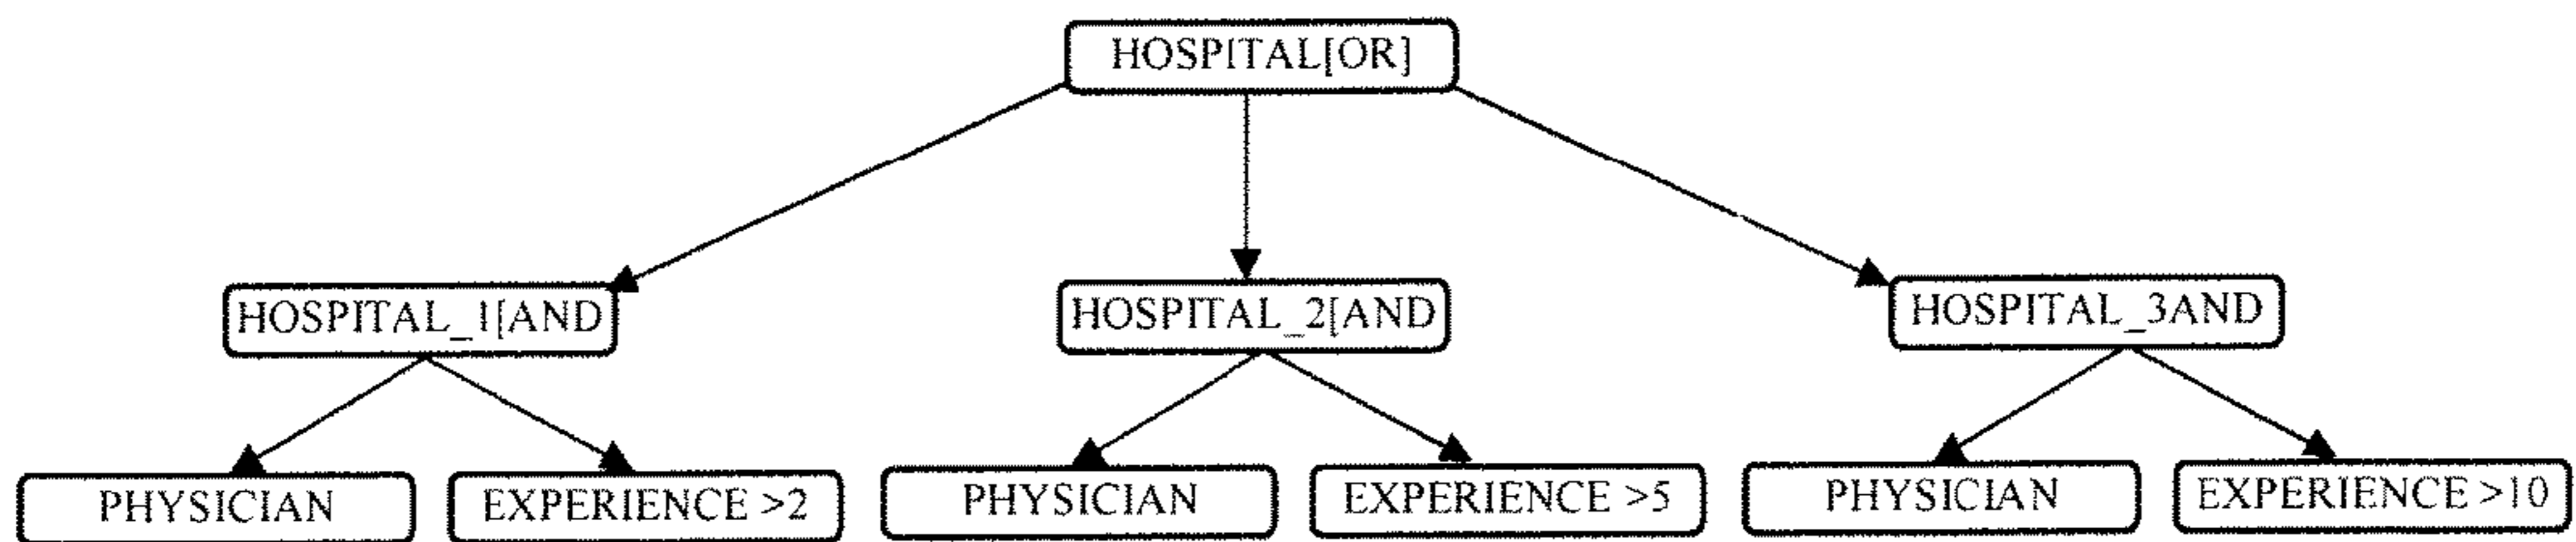 HOSPITAL[OR]
HOSPITAL_1[AND
HOSPITAL_2[AND
HOSPITAL_3AND
PHYSICIAN
EXPERIENCE >2
PHYSICIAN
EXPERIENCE >5
PHYSICIAN
EXPERIENCE >10